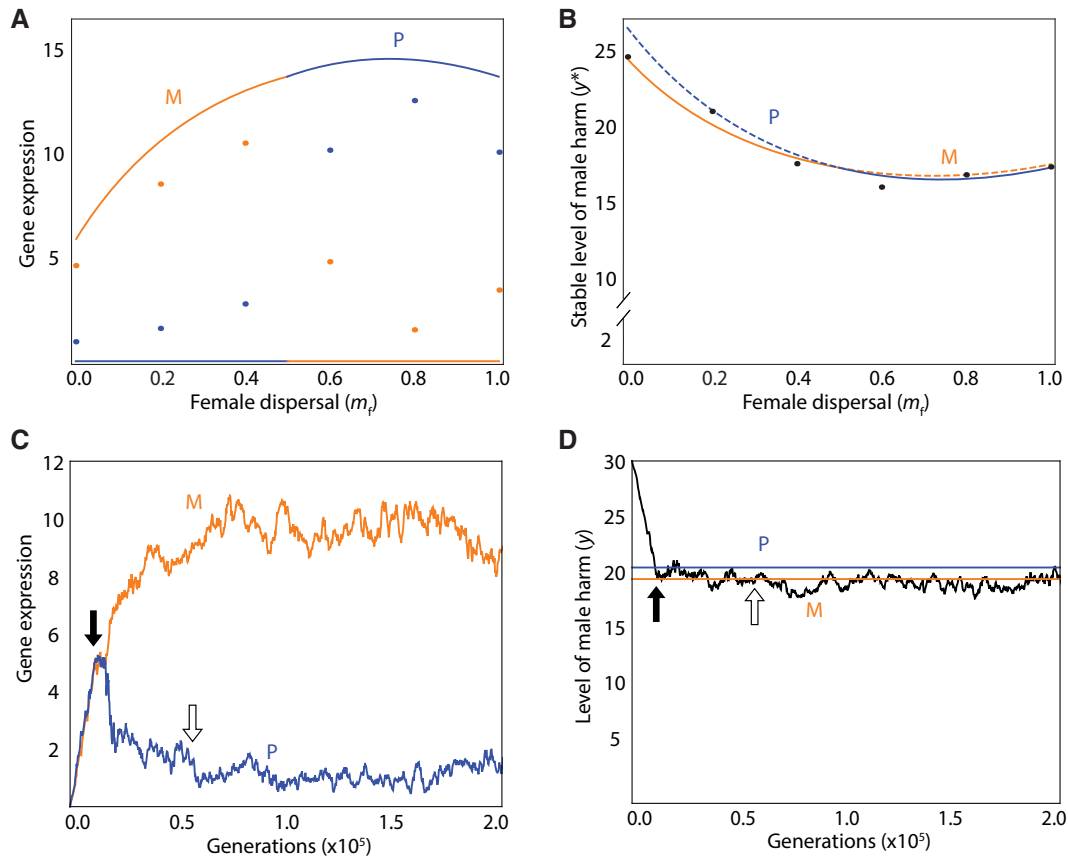 A
15
10
5
Gene expression
M
P
0.0 0.2 0.4 0.6 0.8 1.0
Female dispersal (m_f)
B
25
20
15
10
2
Stable level of male harm (y*)
P
M
0.0 0.2 0.4 0.6 0.8 1.0
Female dispersal (m_f)
C
12
10
8
6
4
2
Gene expression
M
P
0.0 0.5 1.0 1.5 2.0
Generations (x10⁵)
D
30
25
20
15
10
5
Level of male harm (y)
P
M
0.0 0.5 1.0 1.5 2.0
Generations (x10⁵)